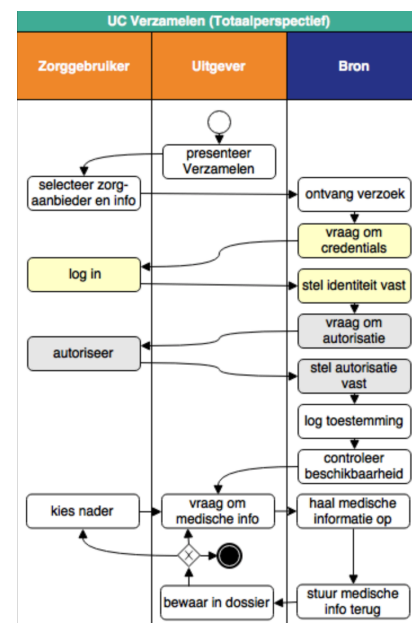 UC Verzamelen (Totaalperspectief)
Zorggebruiker
Uitgever
Bron
presenteer
Verzamelen
selecteer zorg-
aanbieder en info
ontvang verzoek
vraag om
credentials
log in
stel identiteit vast
vraag om
autorisatie
autoriseer
stel autorisatie
vast
log toestemming
controleer
beschikbaarheid
kies nader
vraag om
medische info
haal medische
informatie op
X
bewaar in dossier
stuur medische
info terug